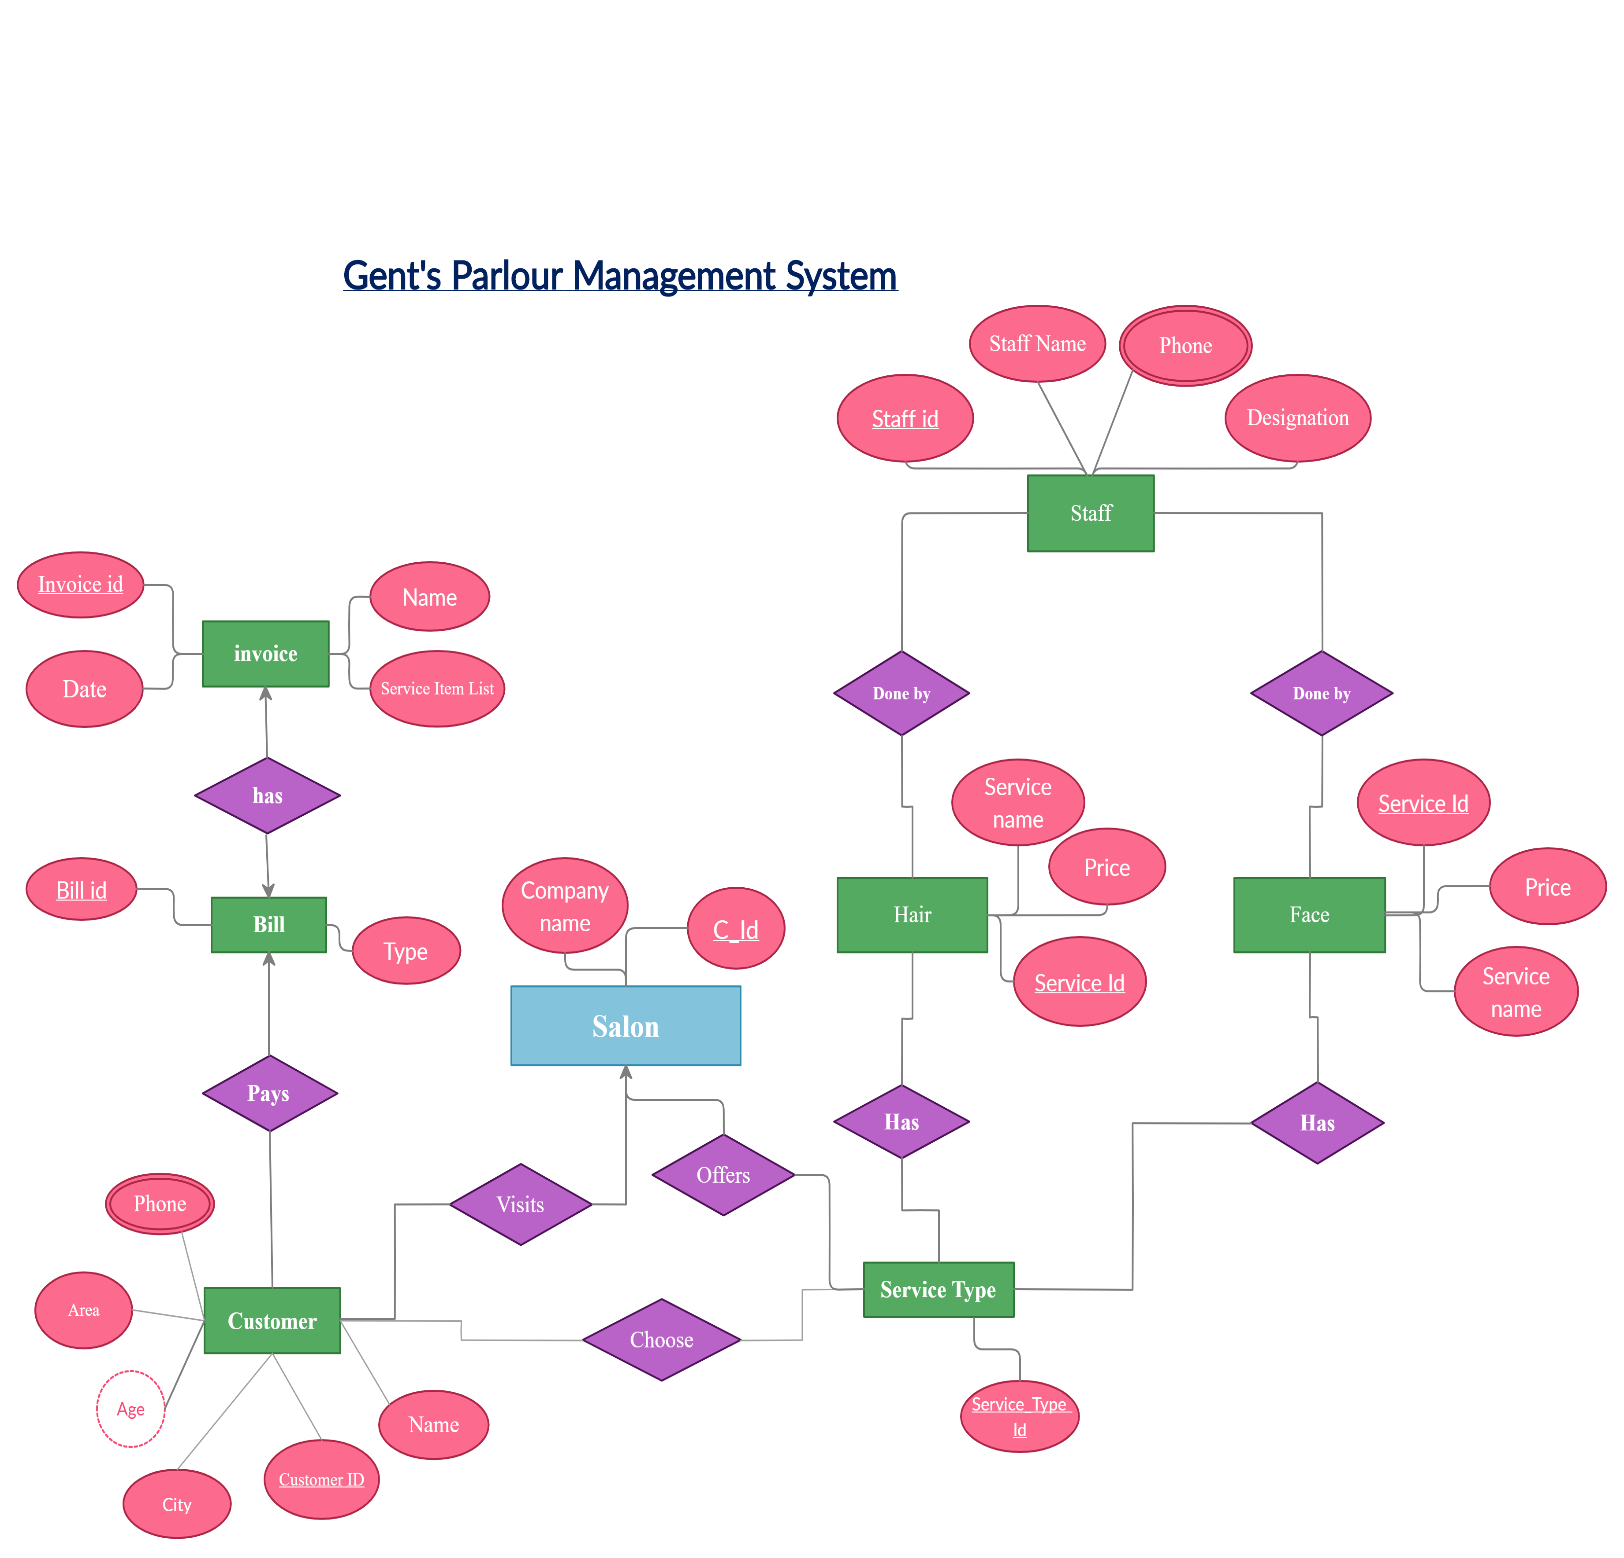 Gent's Parlour Management System
Staff Name
Phone
Staff id
Designation
Staff
Invoice id
Name
invoice
Date
Service Item List
Done by
Done by
has
Service
name
Service Id
Price
Price
Bill id
Company
name
Hair
Face
Bill
C_Id
Type
Service Id
Service
name
Salon
Pays
Has
Has
Offers
Phone
Visits
Service Type
Area
Customer
Choose
Age
Service_Type
Id
Name
Customer ID
City